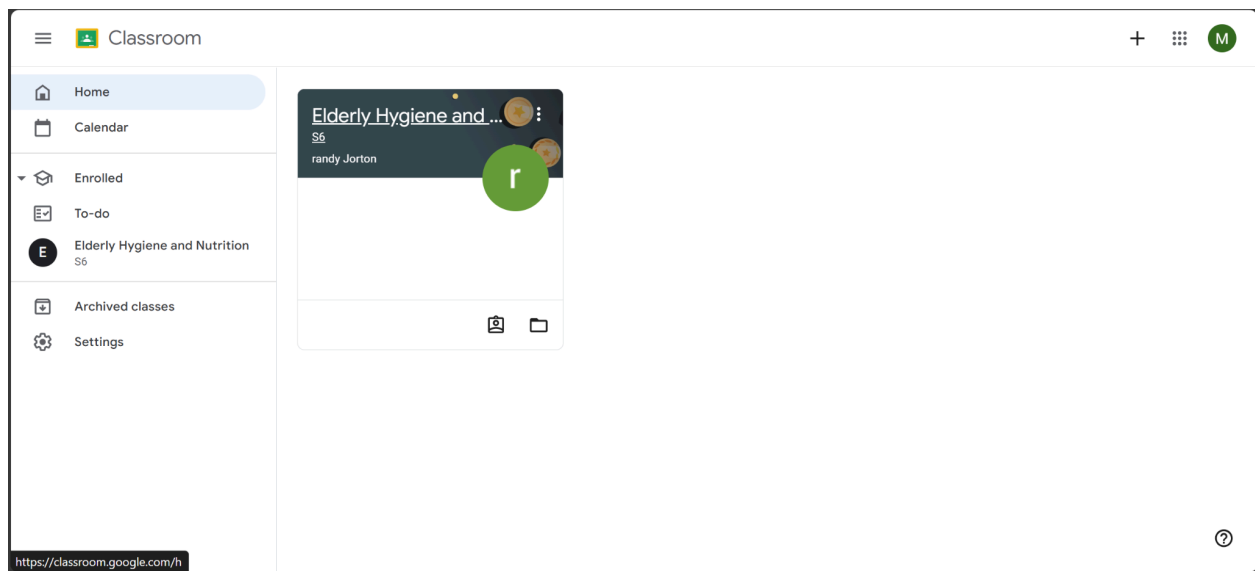 Classroom
M
Home
Calendar
Enrolled
To-do
E
Elderly Hygiene and Nutrition
S6
Archived classes
Settings
Elderly Hygiene and ...
S6
randy Jorton
r
https://classroom.google.com/h